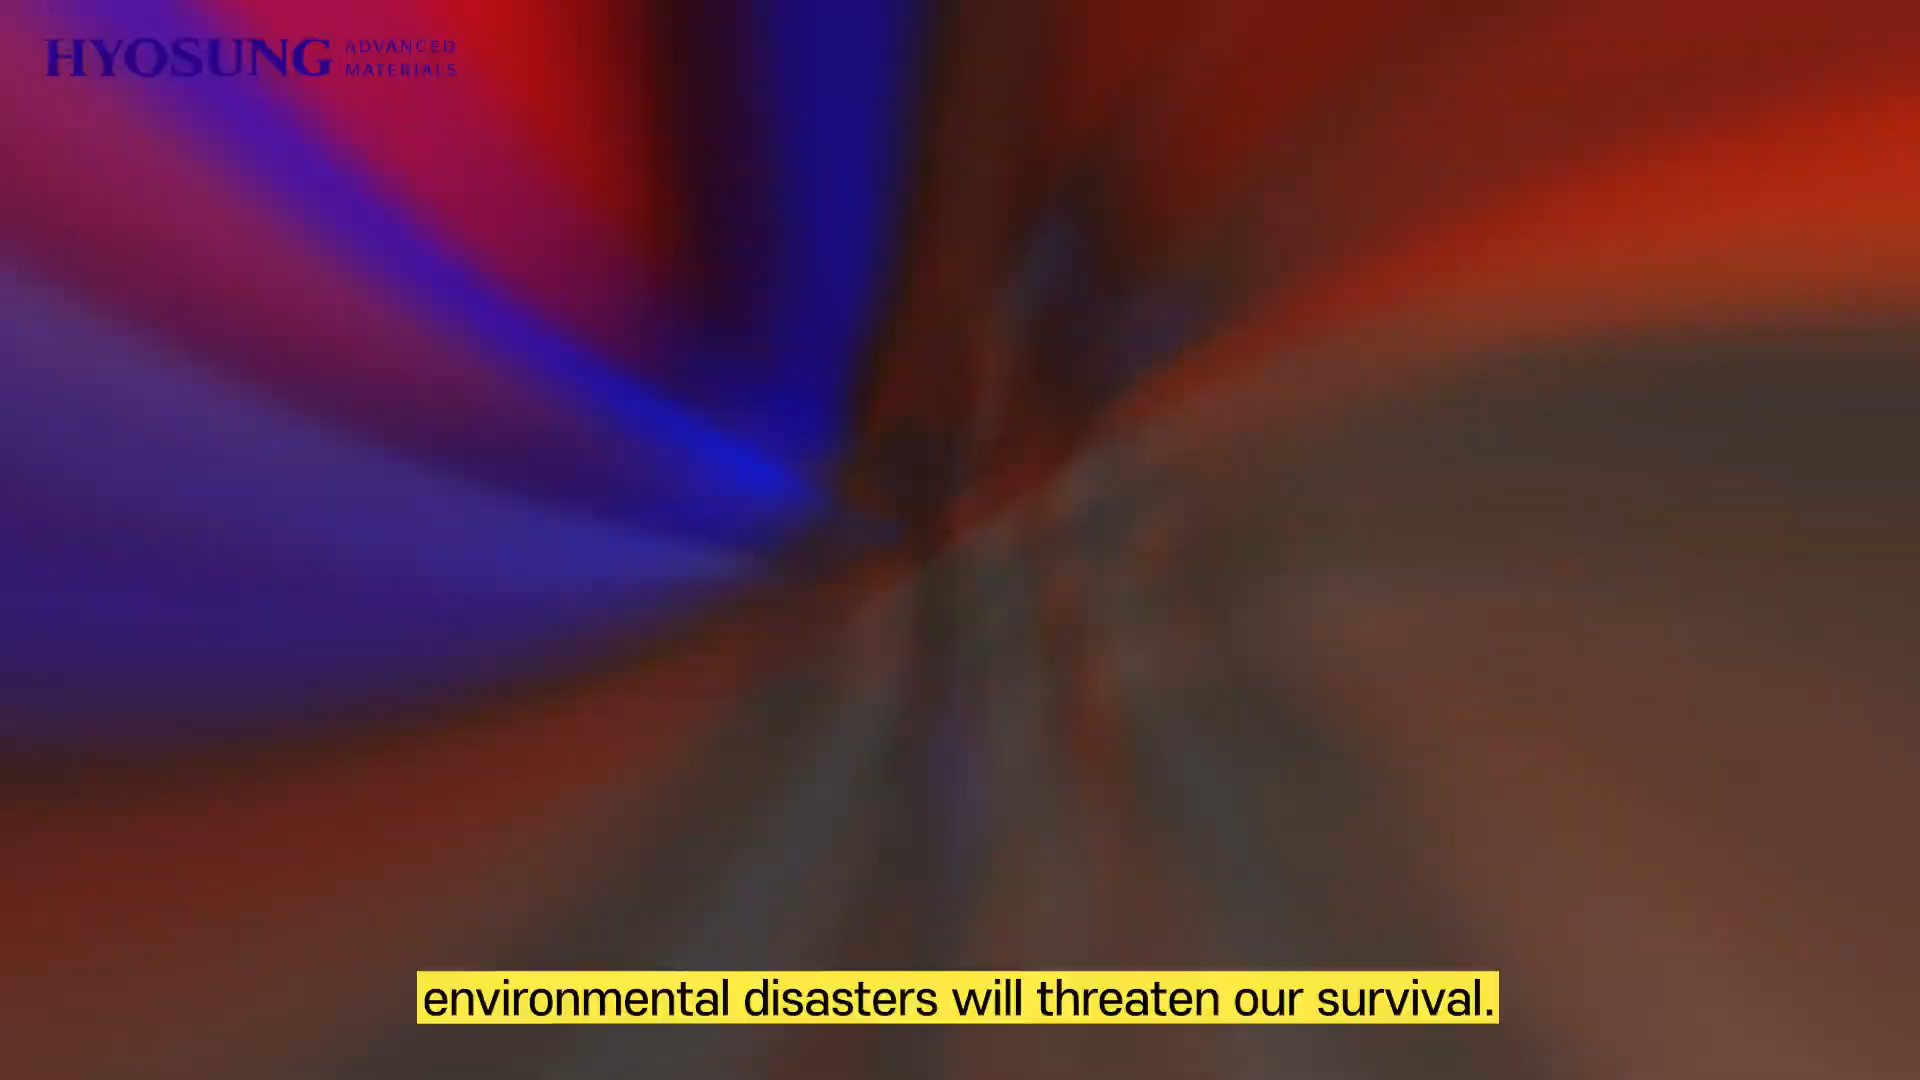 HYOSUNG ADVANCED
MATERIALS
environmental disasters will threaten our survival.